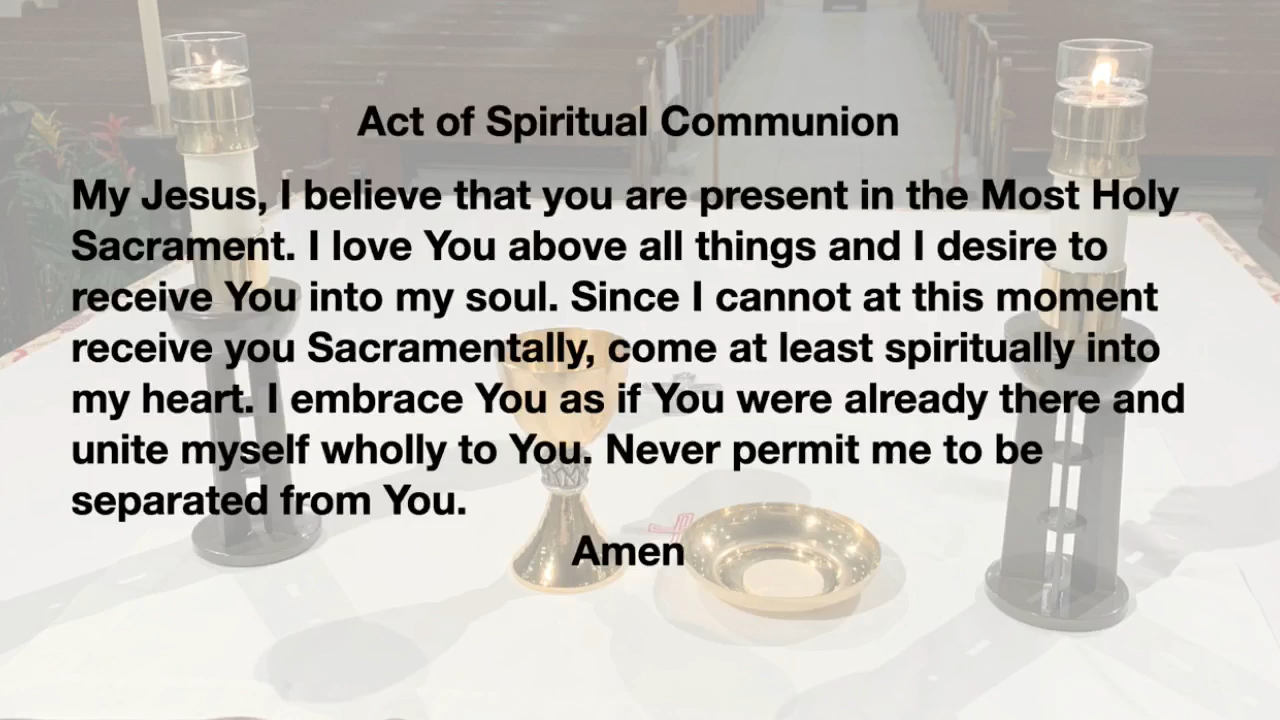 Act of Spiritual Communion
My Jesus, I believe that you are present in the Most Holy
Sacrament. I love You above all things and I desire to
receive You into my soul. Since I cannot at this moment
receive you Sacramentally, come at least spiritually into
my heart. I embrace You as if You were already there and
unite myself wholly to You. Never permit me to be
separated from You.
Amen